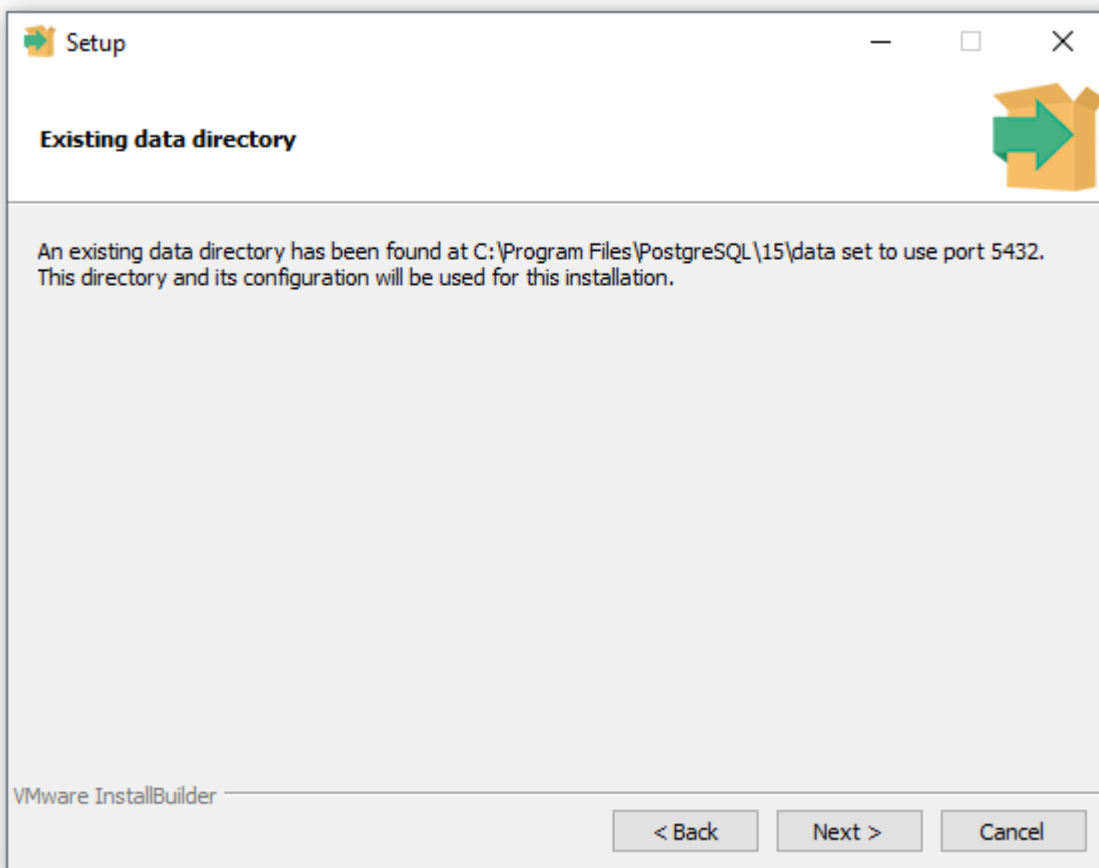 Setup
Existing data directory
An existing data directory has been found at C:\Program Files\PostgreSQL\15\data set to use port 5432.
This directory and its configuration will be used for this installation.
VMware InstallBuilder
< Back
Next >
Cancel